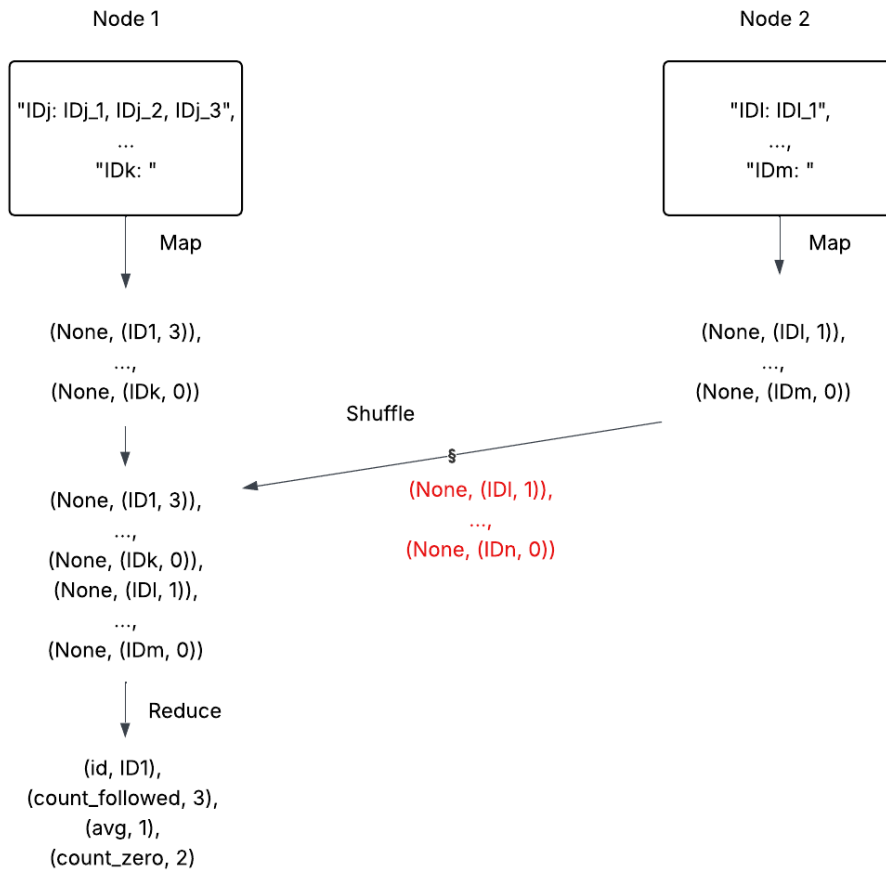 Node 1
Node 2
"IDj: IDj_1, IDj_2, IDj_3",
...
"IDk: "
"IDl: IDl_1",
...,
"IDm: "
Map
Map
(None, (ID1, 3)),
...,
(None, (IDk, 0))
(None, (IDl, 1)),
...,
(None, (IDm, 0))
Shuffle
§
(None, (IDl, 1)),
...,
(None, (IDn, 0))
(None, (ID1, 3)),
...,
(None, (IDk, 0)),
(None, (IDl, 1)),
...,
(None, (IDm, 0))
Reduce
(id, ID1),
(count_followed, 3),
(avg, 1),
(count_zero, 2)